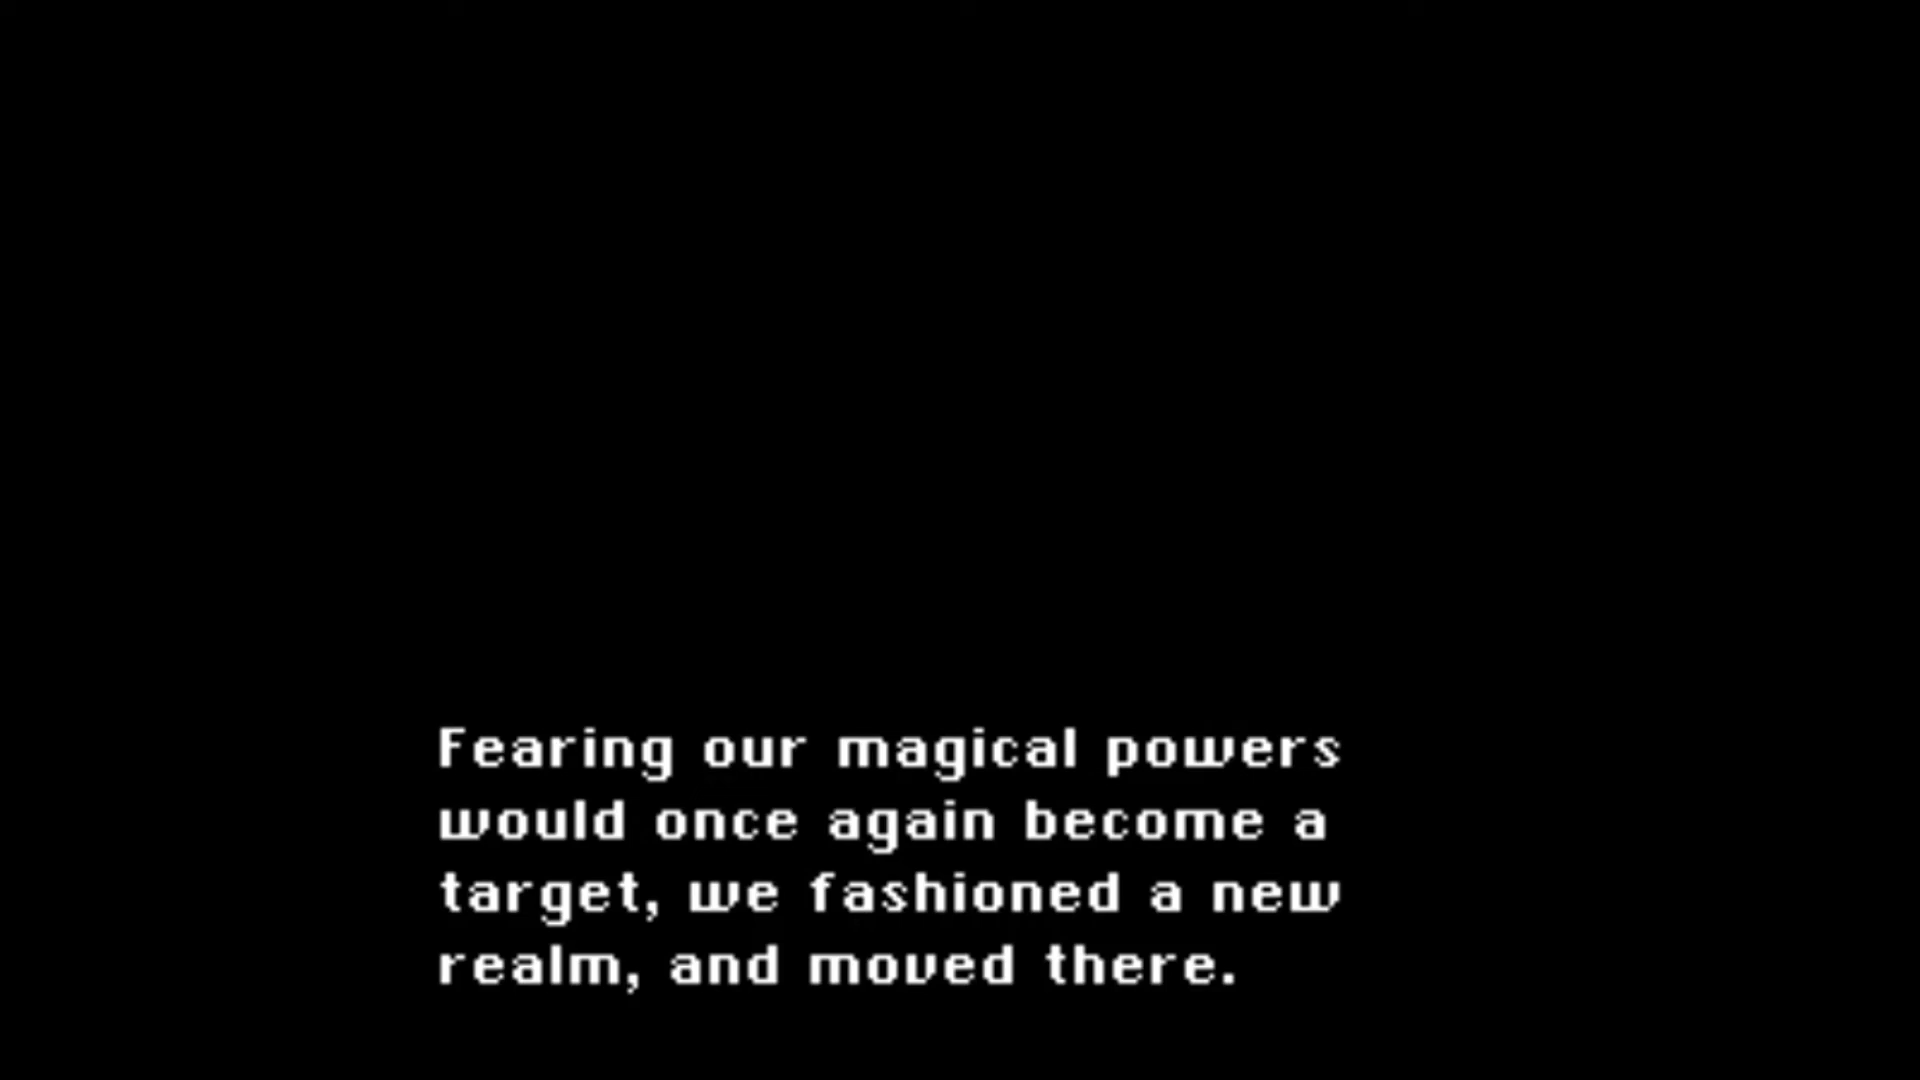 Fearing our magical powers
would once again become a
target, we fashioned a new
realm, and moved there.